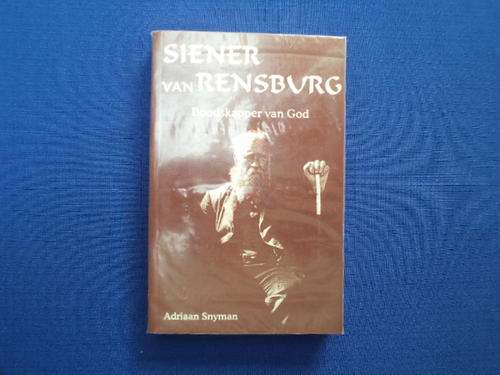 SIENER
VAN RENSBURG
Boodskapper van God
Adriaan Snyman